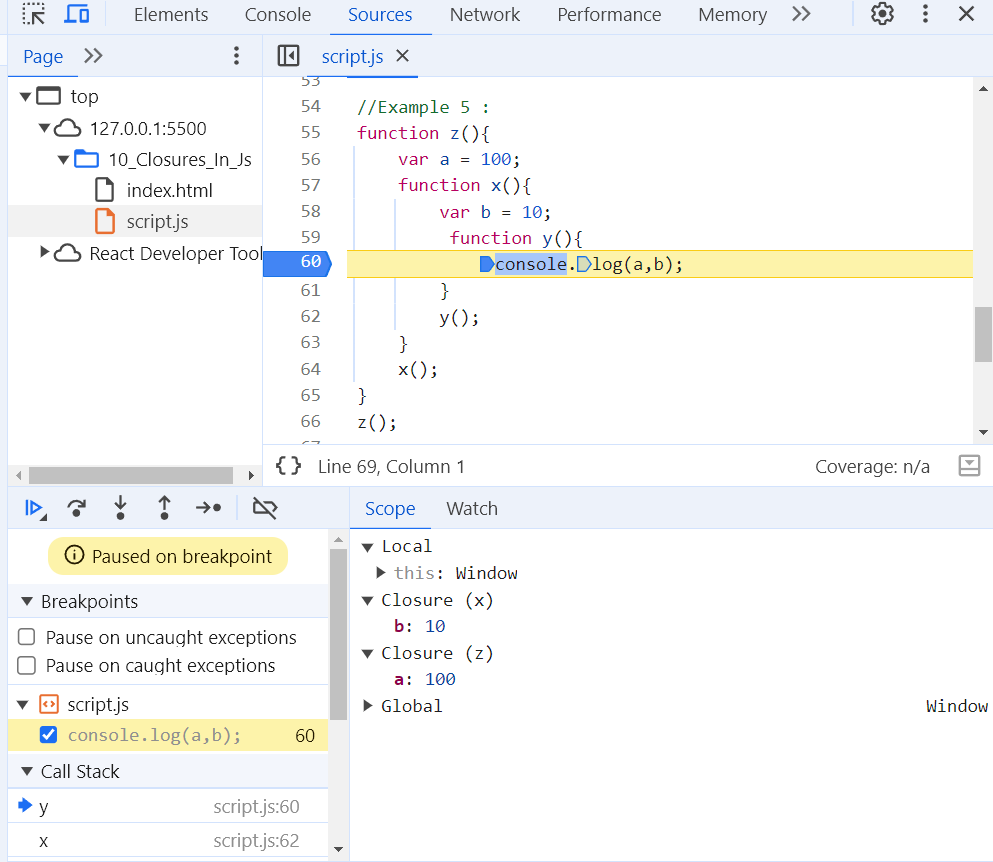 Elements Console Sources Network Performance Memory
Page
script.js
top
127.0.0.1:5500
10_Closures_In_Js
index.html
script.js
React Developer Tool
53
54 //Example 5 :
55 function z(){
56 var a = 100;
57 function x(){
58 var b = 10;
59 function y(){
60 console.log(a,b);
61 }
62 y();
63 }
64 x();
65 }
66 z();
67
{} Line 69, Column 1 Coverage: n/a
Paused on breakpoint
Breakpoints
Pause on uncaught exceptions
Pause on caught exceptions
script.js
console.log(a,b); 60
Call Stack
y script.js:60
x script.js:62
Scope Watch
Local
this: Window
Closure (x)
b: 10
Closure (z)
a: 100
Global Window